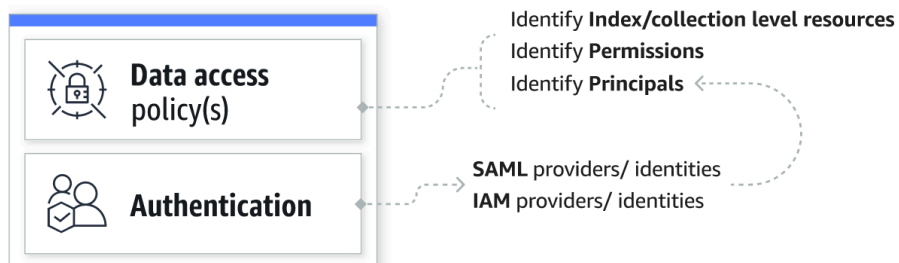 Data access
policy(s)
Identify Index/collection level resources
Identify Permissions
Identify Principals
Authentication
SAML providers/ identities
IAM providers/ identities